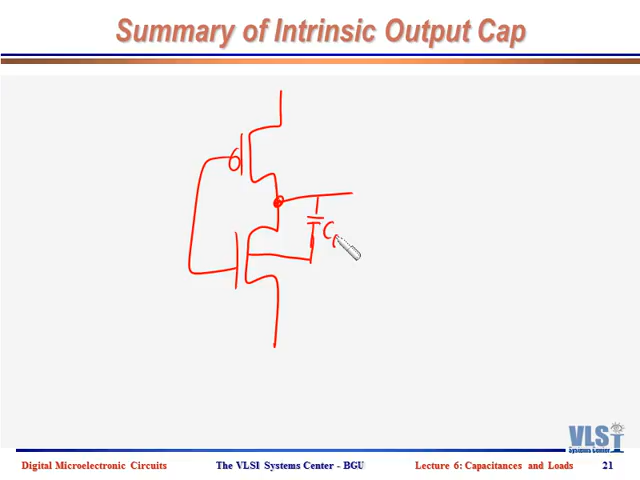 Summary of Intrinsic Output Cap
C
VLSI
Systems Center
Digital Microelectronic Circuits The VLSI Systems Center - BGU Lecture 6: Capacitances and Loads 21